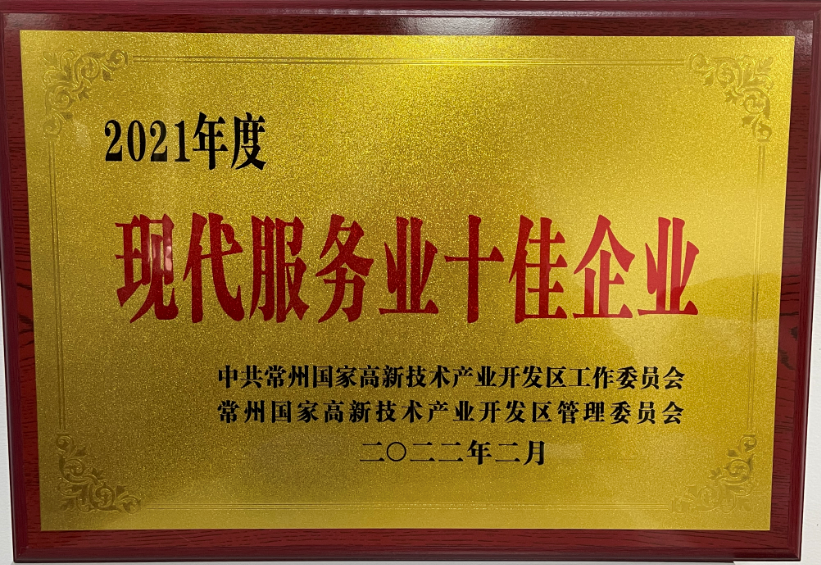 2021年度
现代服务业十佳企业
中共常州国家高新技术产业开发区工作委员会
常州国家高新技术产业开发区管理委员会
二〇二二年二月